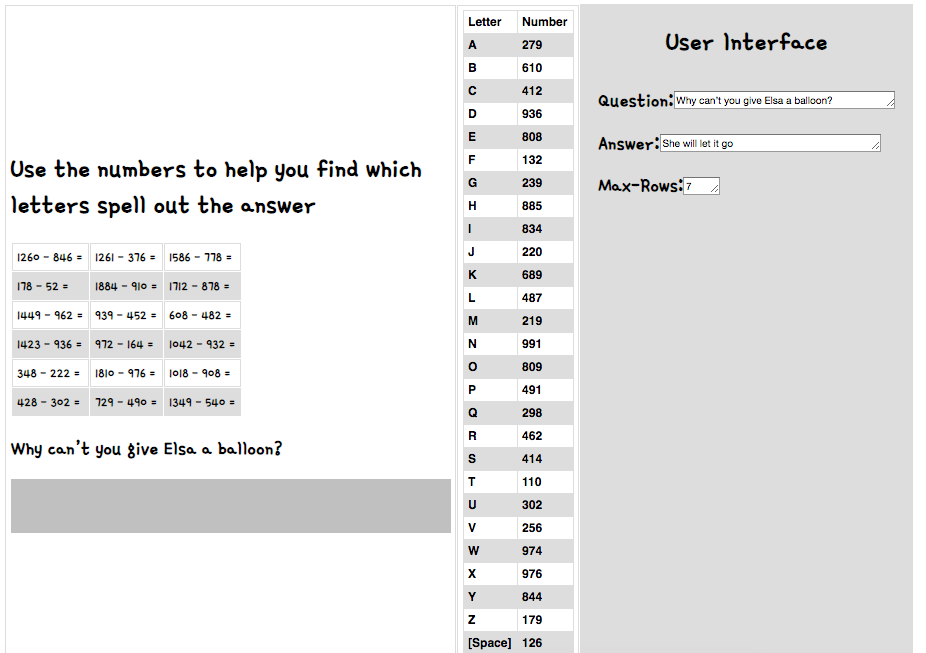 Use the numbers to help you find which
letters spell out the answer
1260 - 846 = 1261 - 376 = 1586 - 778 =
178 - 52 = 1884 - 910 = 1712 - 878 =
1449 - 962 = 939 - 452 = 608 - 482 =
1423 - 936 = 972 - 164 = 1042 - 932 =
348 - 222 = 1810 - 976 = 1018 - 908 =
428 - 302 = 729 - 490 = 1349 - 540 =
Why can't you give Elsa a balloon?
Letter Number
A 279
B 610
C 412
D 936
E 808
F 132
G 239
H 885
I 834
J 220
K 689
L 487
M 219
N 991
O 809
P 491
Q 298
R 462
S 414
T 110
U 302
V 256
W 974
X 976
Y 844
Z 179
[Space] 126
User Interface
Question: Why can't you give Elsa a balloon?
Answer: She will let it go
Max-Rows: 7